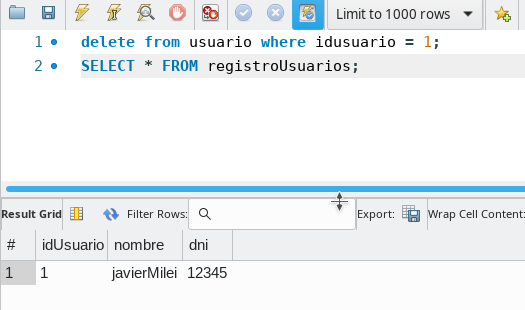 Limit to 1000 rows
1 delete from usuario where idusuario = 1;
2 SELECT * FROM registroUsuarios;
Result Grid Filter Rows: Export: Wrap Cell Content:
# idUsuario nombre dni
1 1 javierMilei 12345